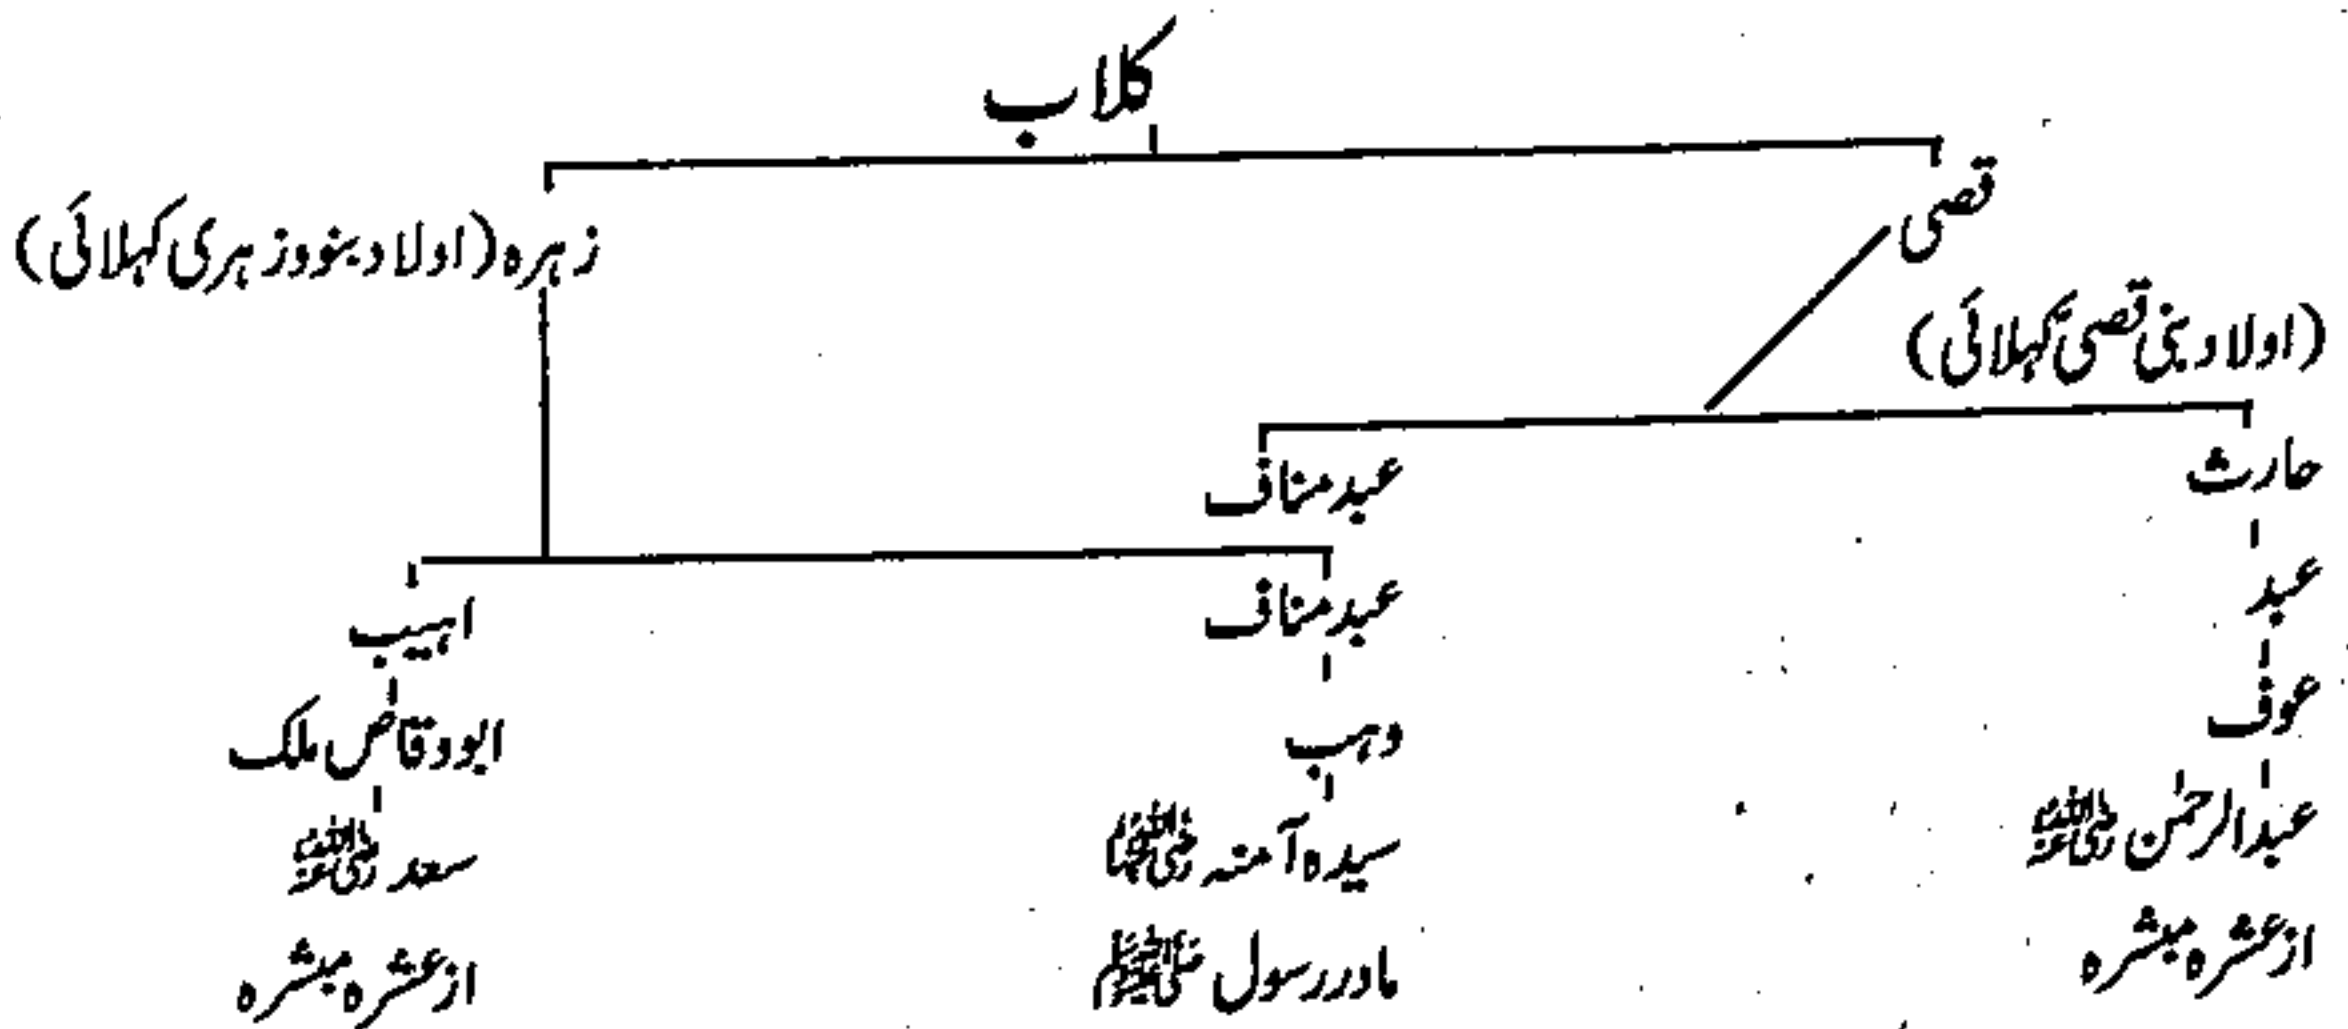 کلاب
قصی
زہرہ (اولاد بنو زہری کہلائی)
(اولاد بنی قصی کہلائی)
عبد مناف
حارث
عبد مناف
اہیب
عبد
وہب
ابو وقاص ملک
عوف
سیدہ آمنہ رضی اللہ عنہا
سعد رضی اللہ عنہ
عبدالرحمٰن رضی اللہ عنہ
مادر رسول صلی اللہ علیہ وسلم
از عشرہ مبشرہ
از عشرہ مبشرہ